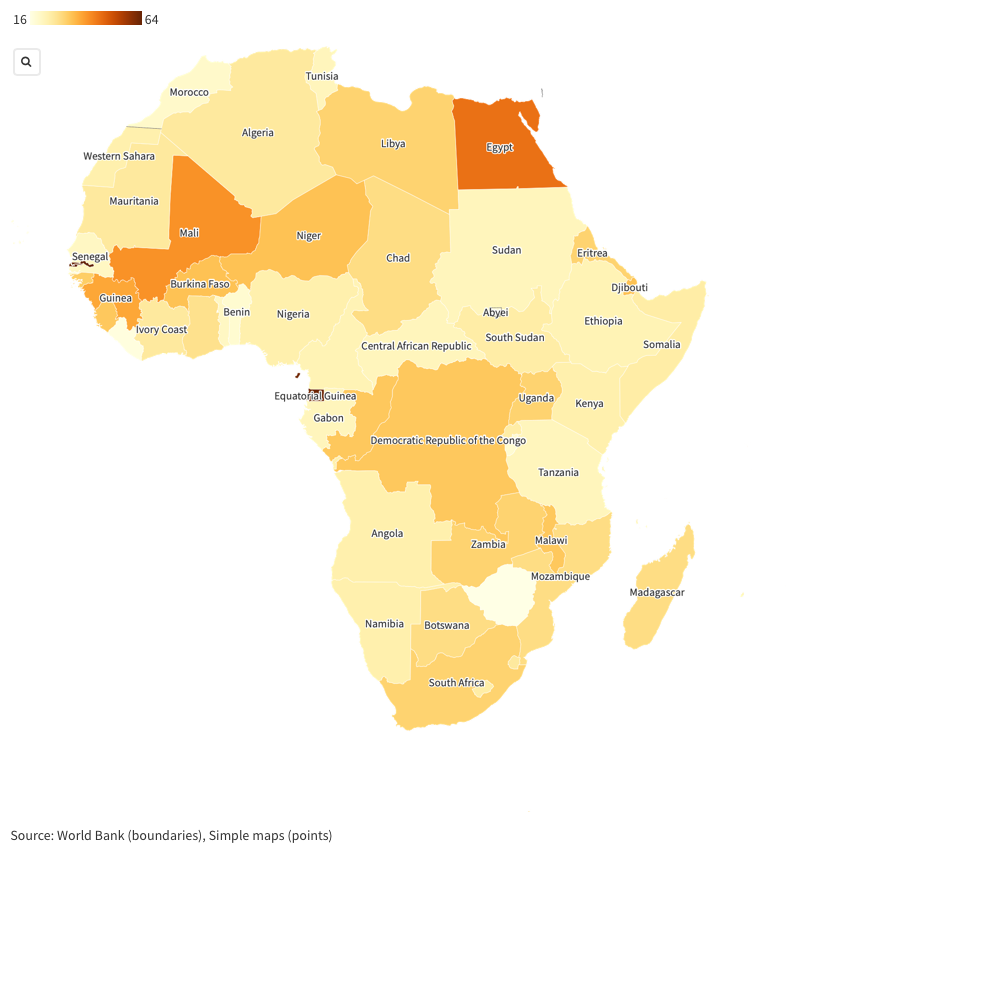 16 64
Tunisia
Morocco
Algeria
Libya
Egypt
Western Sahara
Mauritania
Mali
Niger
Chad
Sudan
Eritrea
Senegal
Guinea
Burkina Faso
Djibouti
Benin
Nigeria
Abyei
Ivory Coast
Ethiopia
South Sudan
Central African Republic
Somalia
Equatorial Guinea
Uganda
Kenya
Gabon
Democratic Republic of the Congo
Tanzania
Angola
Zambia
Malawi
Mozambique
Madagascar
Namibia
Botswana
South Africa
Source: World Bank (boundaries), Simple maps (points)